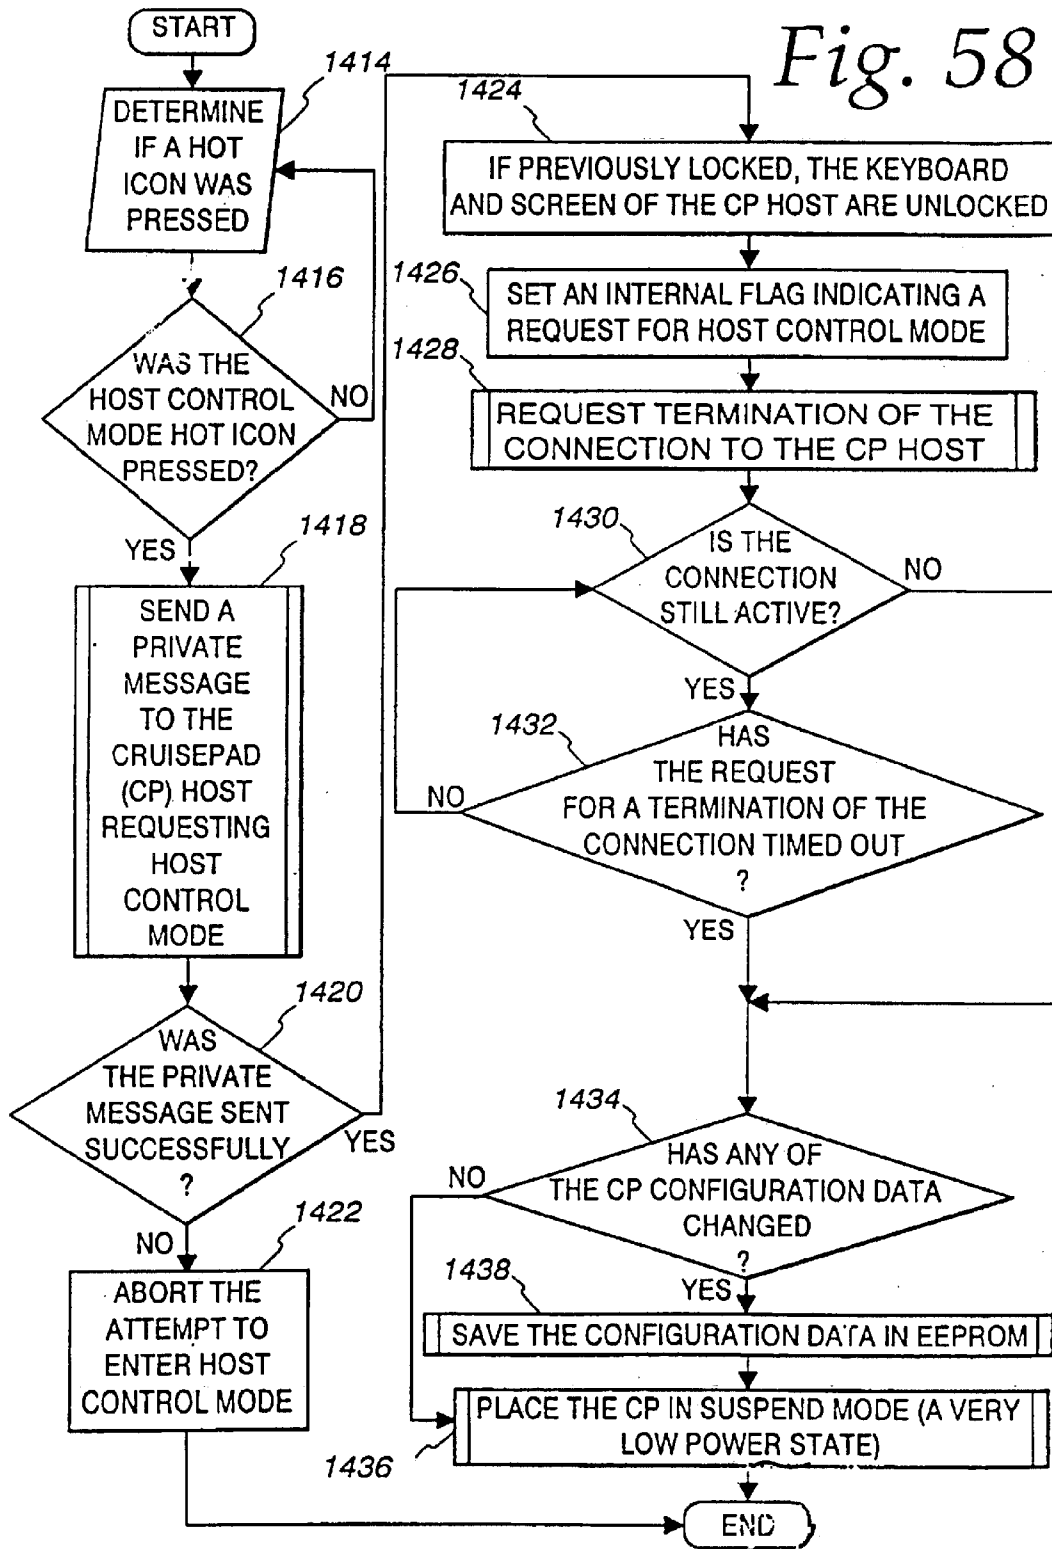 Fig. 58
START
1414
DETERMINE
IF A HOT
ICON WAS
PRESSED
1416
WAS THE
HOST CONTROL
MODE HOT ICON
PRESSED?
NO
YES
1418
SEND A
PRIVATE
MESSAGE
TO THE
CRUISEPAD
(CP) HOST
REQUESTING
HOST
CONTROL
MODE
1420
WAS
THE PRIVATE
MESSAGE SENT
SUCCESSFULLY
?
YES
NO
1422
ABORT THE
ATTEMPT TO
ENTER HOST
CONTROL MODE
1424
IF PREVIOUSLY LOCKED, THE KEYBOARD
AND SCREEN OF THE CP HOST ARE UNLOCKED
1426
SET AN INTERNAL FLAG INDICATING A
REQUEST FOR HOST CONTROL MODE
1428
REQUEST TERMINATION OF THE
CONNECTION TO THE CP HOST
1430
IS THE
CONNECTION
STILL ACTIVE?
NO
YES
1432
HAS
THE REQUEST
FOR A TERMINATION OF THE
CONNECTION TIMED OUT
?
NO
YES
1434
HAS ANY OF
THE CP CONFIGURATION DATA
CHANGED
?
NO
YES
1438
SAVE THE CONFIGURATION DATA IN EEPROM
PLACE THE CP IN SUSPEND MODE (A VERY
LOW POWER STATE)
1436
END